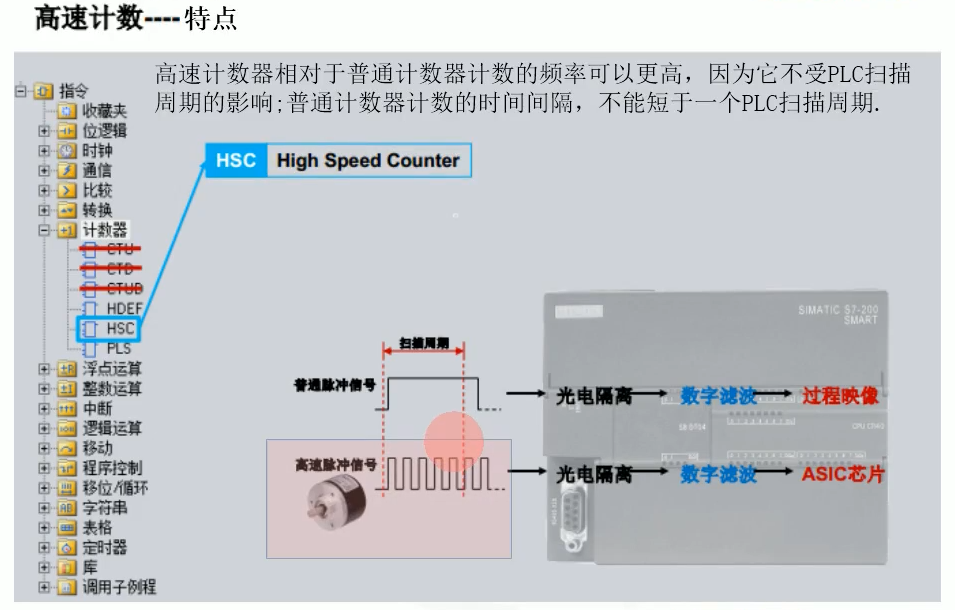 高速计数----特点
高速计数器相对于普通计数器计数的频率可以更高，因为它不受PLC扫描
周期的影响;普通计数器计数的时间间隔，不能短于一个PLC扫描周期.
指令
收藏夹
位逻辑
时钟
通信
比较
转换
计数器
CTU
CTD
CTUD
HDEF
HSC
PLS
浮点运算
整数运算
中断
逻辑运算
移动
程序控制
移位/循环
字符串
表格
定时器
库
调用子例程
HSC High Speed Counter
SIMATIC S7-200
SMART
扫描周期
普通脉冲信号
光电隔离
数字滤波
过程映像
高速脉冲信号
光电隔离
数字滤波
ASIC芯片